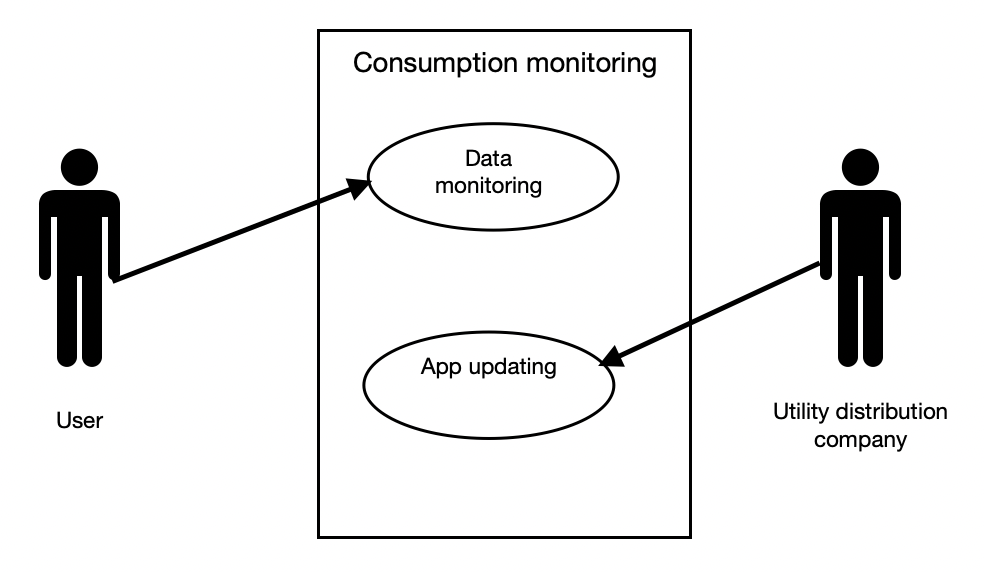 Consumption monitoring
Data
monitoring
App updating
User
Utility distribution
company